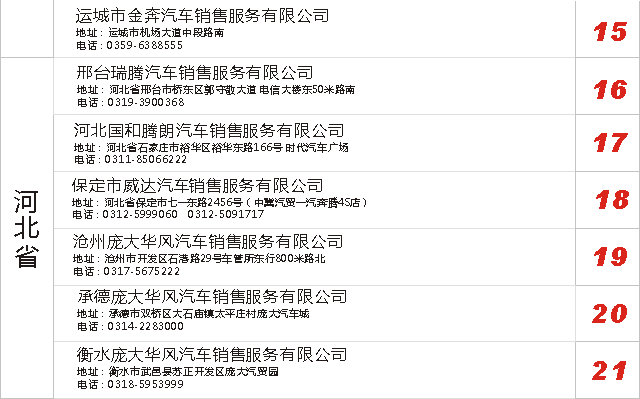 运城市金奔汽车销售服务有限公司
地址：运城市机场大道中段路南
电话：0359-6388555
15
河北省
邢台瑞腾汽车销售服务有限公司
地址：河北省邢台市桥东区郭守敬大道 电信大楼东50米路南
电话：0319-3900368
16
河北国和腾朗汽车销售服务有限公司
地址：河北省石家庄市裕华区裕华东路166号 时代汽车广场
电话：0311-85066222
17
保定市威达汽车销售服务有限公司
地址：河北省保定市七一东路2456号（中冀汽贸一汽奔腾4S店）
电话：0312-5999060 0312-5091717
18
沧州庞大华风汽车销售服务有限公司
地址：沧州市开发区石港路29号车管所东行800米路北
电话：0317-5675222
19
承德庞大华风汽车销售服务有限公司
地址：承德市双桥区大石庙镇太平庄村庞大汽车城
电话：0314-2283000
20
衡水庞大华风汽车销售服务有限公司
地址：衡水市武邑县苏正开发区庞大汽贸园
电话：0318-5953999
21